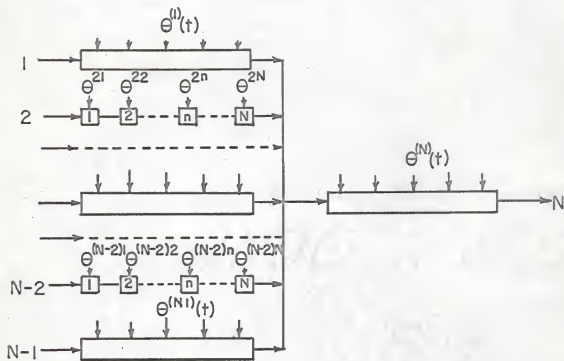 θ^(1)(t)
1
θ^21 θ^22 θ^2n θ^2N
2 1 2 n N
θ^(N)(t)
N
θ^(N-2)1 θ^(N-2)2 θ^(N-2)n θ^(N-2)N
N-2 1 2 n N
θ^(N1)(t)
N-1